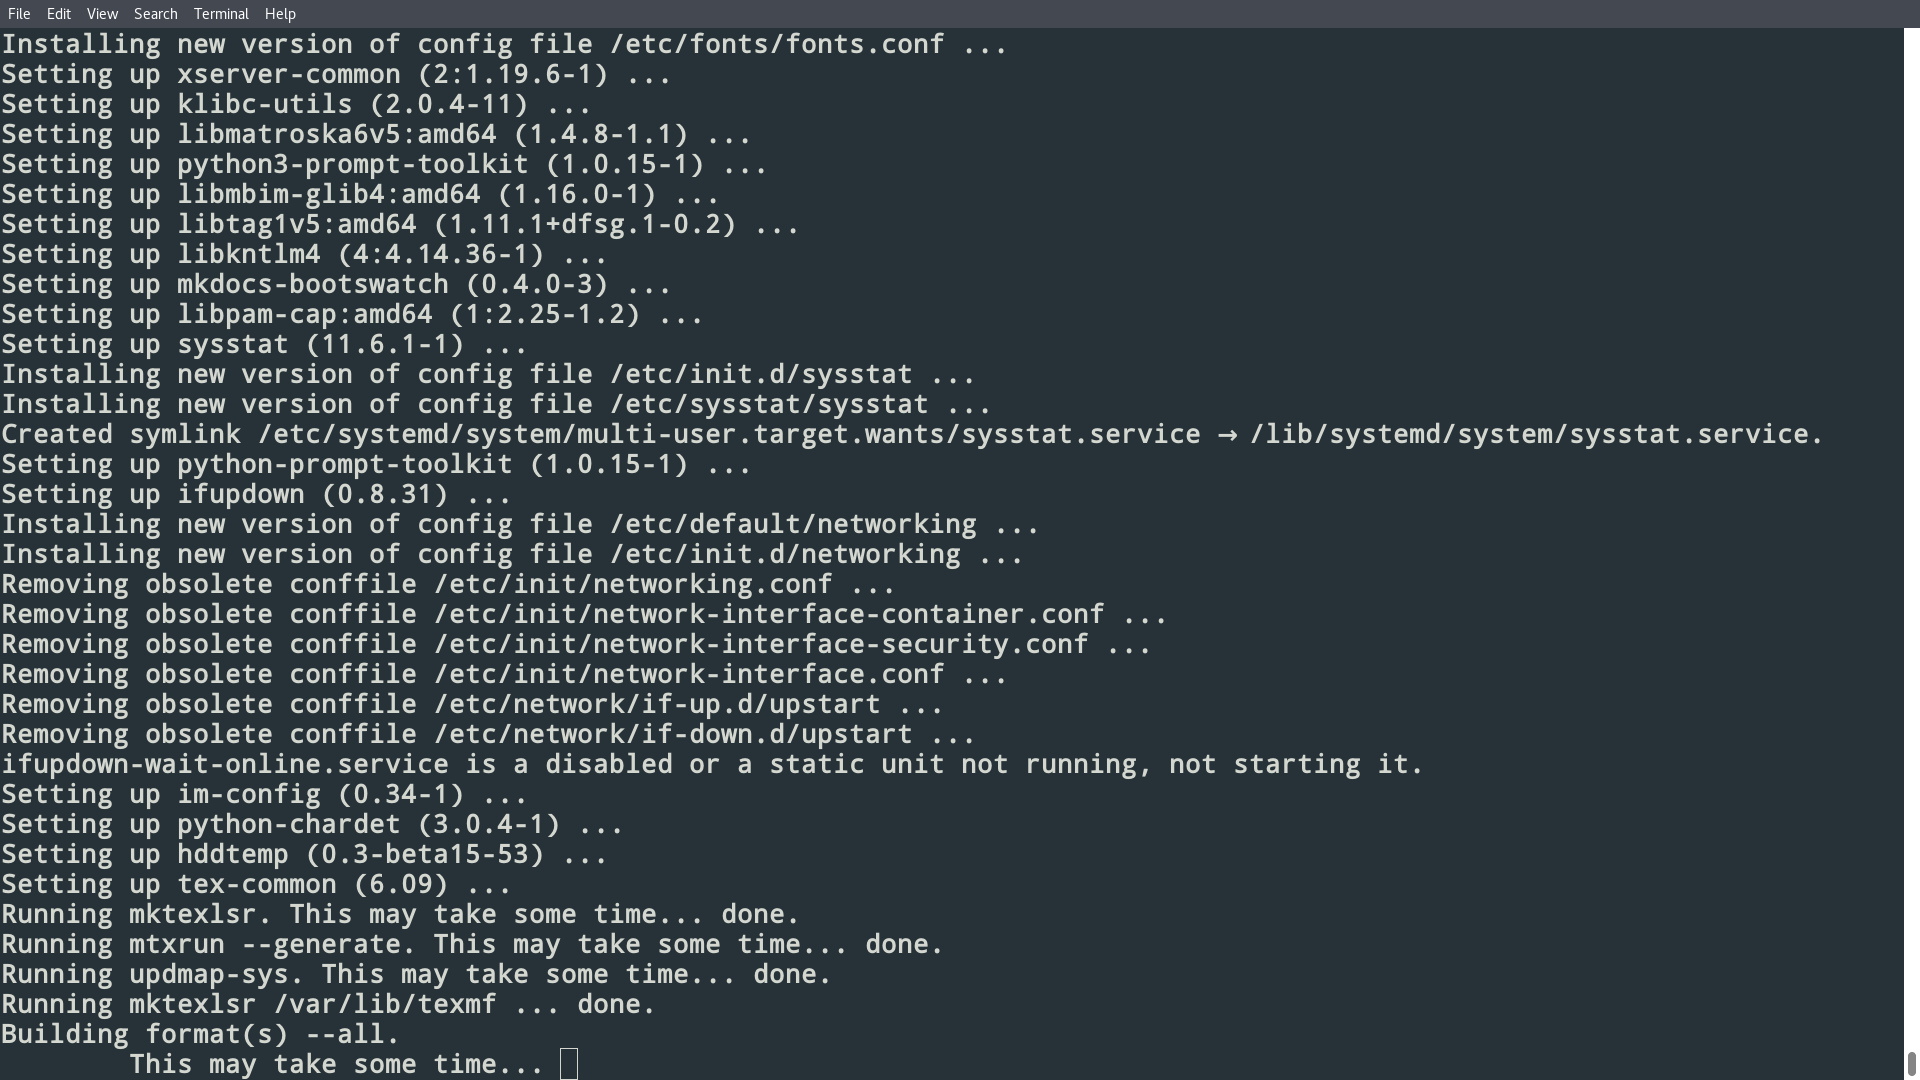 File Edit View Search Terminal Help
Installing new version of config file /etc/fonts/fonts.conf ...
Setting up xserver-common (2:1.19.6-1) ...
Setting up klibc-utils (2.0.4-11) ...
Setting up libmatroska6v5:amd64 (1.4.8-1.1) ...
Setting up python3-prompt-toolkit (1.0.15-1) ...
Setting up libmbim-glib4:amd64 (1.16.0-1) ...
Setting up libtag1v5:amd64 (1.11.1+dfsg.1-0.2) ...
Setting up libkntlm4 (4:4.14.36-1) ...
Setting up mkdocs-bootswatch (0.4.0-3) ...
Setting up libpam-cap:amd64 (1:2.25-1.2) ...
Setting up sysstat (11.6.1-1) ...
Installing new version of config file /etc/init.d/sysstat ...
Installing new version of config file /etc/sysstat/sysstat ...
Created symlink /etc/systemd/system/multi-user.target.wants/sysstat.service → /lib/systemd/system/sysstat.service.
Setting up python-prompt-toolkit (1.0.15-1) ...
Setting up ifupdown (0.8.31) ...
Installing new version of config file /etc/default/networking ...
Installing new version of config file /etc/init.d/networking ...
Removing obsolete conffile /etc/init/networking.conf ...
Removing obsolete conffile /etc/init/network-interface-container.conf ...
Removing obsolete conffile /etc/init/network-interface-security.conf ...
Removing obsolete conffile /etc/init/network-interface.conf ...
Removing obsolete conffile /etc/network/if-up.d/upstart ...
Removing obsolete conffile /etc/network/if-down.d/upstart ...
ifupdown-wait-online.service is a disabled or a static unit not running, not starting it.
Setting up im-config (0.34-1) ...
Setting up python-chardet (3.0.4-1) ...
Setting up hddtemp (0.3-beta15-53) ...
Setting up tex-common (6.09) ...
Running mktexlsr. This may take some time... done.
Running mtxrun --generate. This may take some time... done.
Running updmap-sys. This may take some time... done.
Running mktexlsr /var/lib/texmf ... done.
Building format(s) --all.
This may take some time...